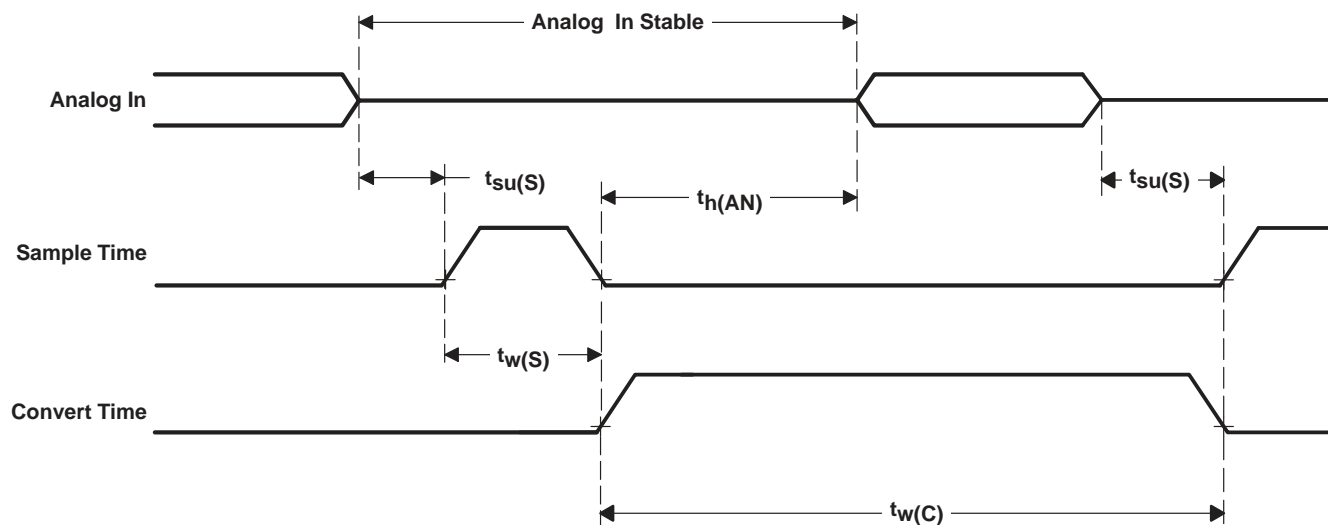 Analog In Stable
Analog In
tsu(S)
th(AN)
tsu(S)
Sample Time
tw(S)
Convert Time
tw(C)